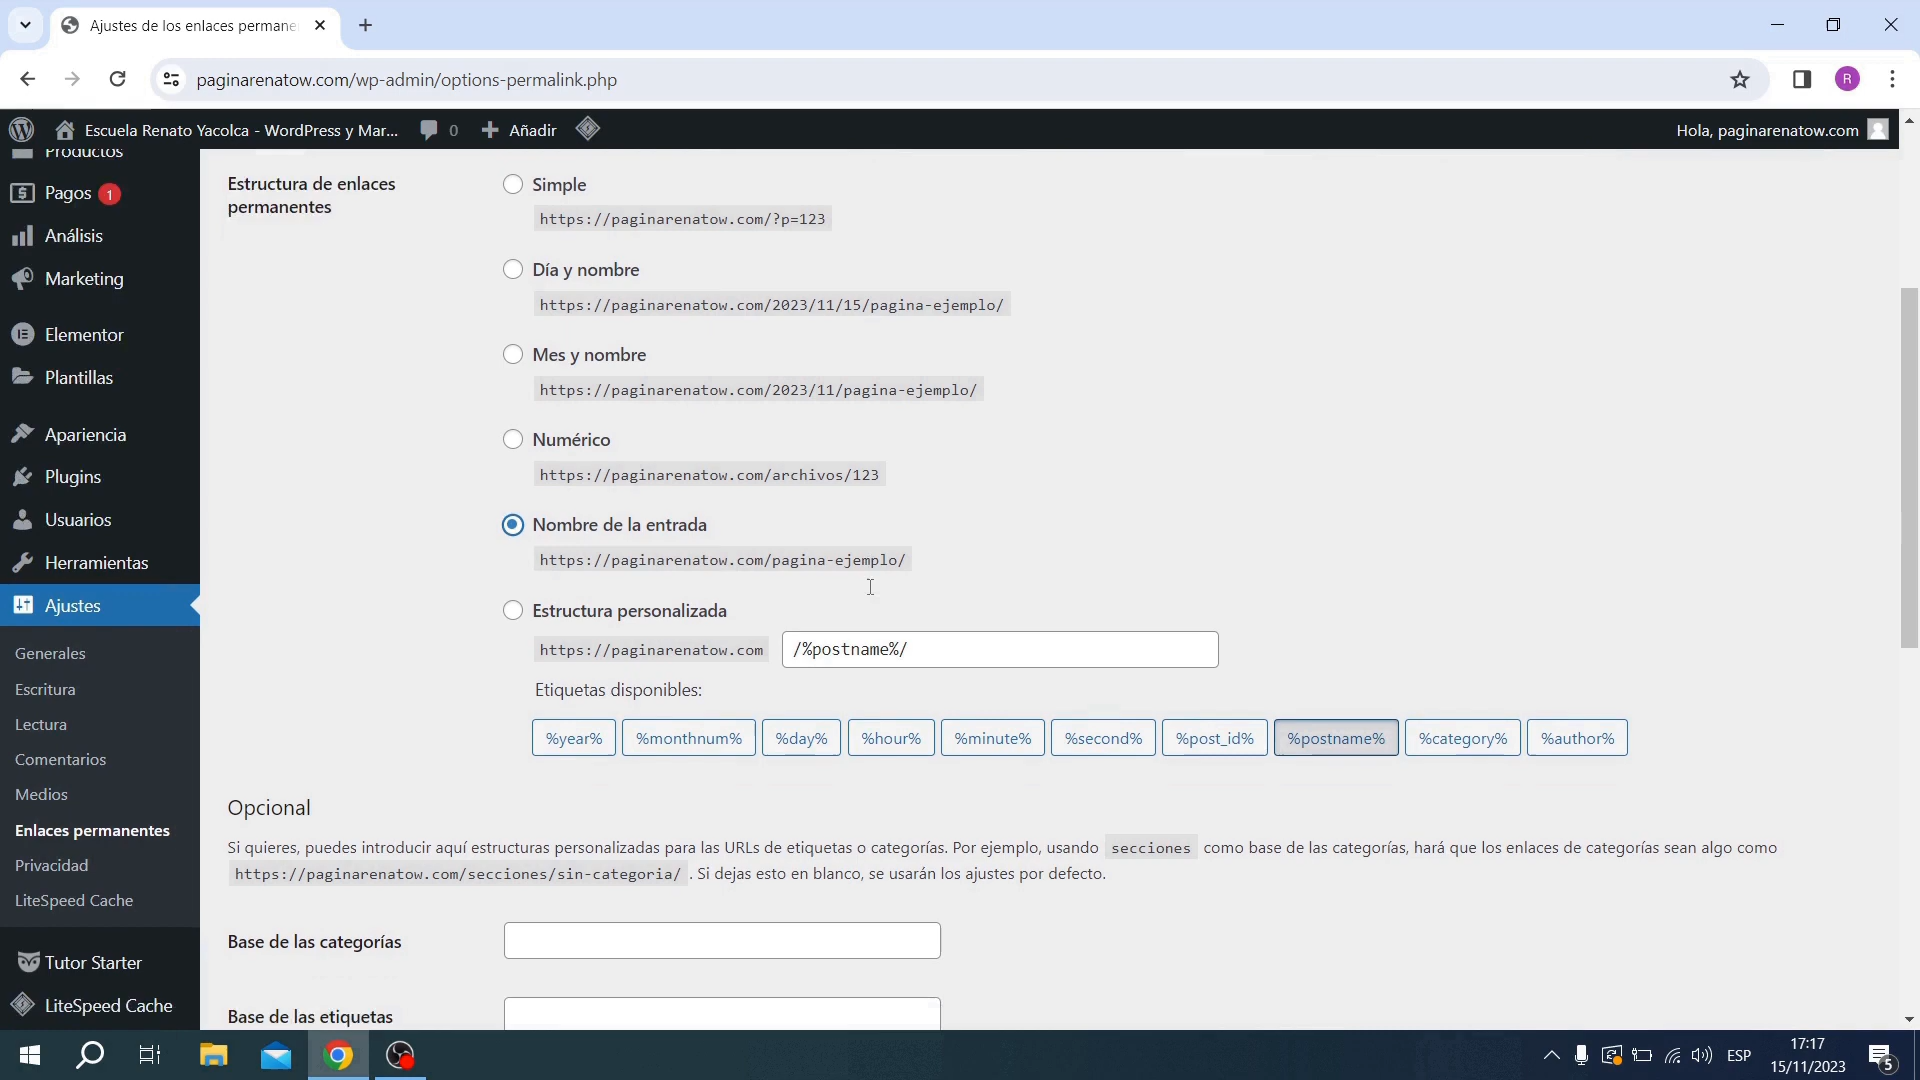 Ajustes de los enlaces permane
paginarenatow.com/wp-admin/options-permalink.php
R
Escuela Renato Yacolca - WordPress y Mar...
0
Añadir
Hola, paginarenatow.com
Productos
Pagos 1
Análisis
Marketing
Elementor
Plantillas
Apariencia
Plugins
Usuarios
Herramientas
Ajustes
Generales
Escritura
Lectura
Comentarios
Medios
Enlaces permanentes
Privacidad
LiteSpeed Cache
Tutor Starter
LiteSpeed Cache
Estructura de enlaces
permanentes
Simple
https://paginarenatow.com/?p=123
Día y nombre
https://paginarenatow.com/2023/11/15/pagina-ejemplo/
Mes y nombre
https://paginarenatow.com/2023/11/pagina-ejemplo/
Numérico
https://paginarenatow.com/archivos/123
Nombre de la entrada
https://paginarenatow.com/pagina-ejemplo/
Estructura personalizada
https://paginarenatow.com /%postname%/
Etiquetas disponibles:
%year% %monthnum% %day% %hour% %minute% %second% %post_id% %postname% %category% %author%
Opcional
Si quieres, puedes introducir aquí estructuras personalizadas para las URLs de etiquetas o categorías. Por ejemplo, usando secciones como base de las categorías, hará que los enlaces de categorías sean algo como
https://paginarenatow.com/secciones/sin-categoria/ . Si dejas esto en blanco, se usarán los ajustes por defecto.
Base de las categorías
Base de las etiquetas
ESP
17:17
15/11/2023
5